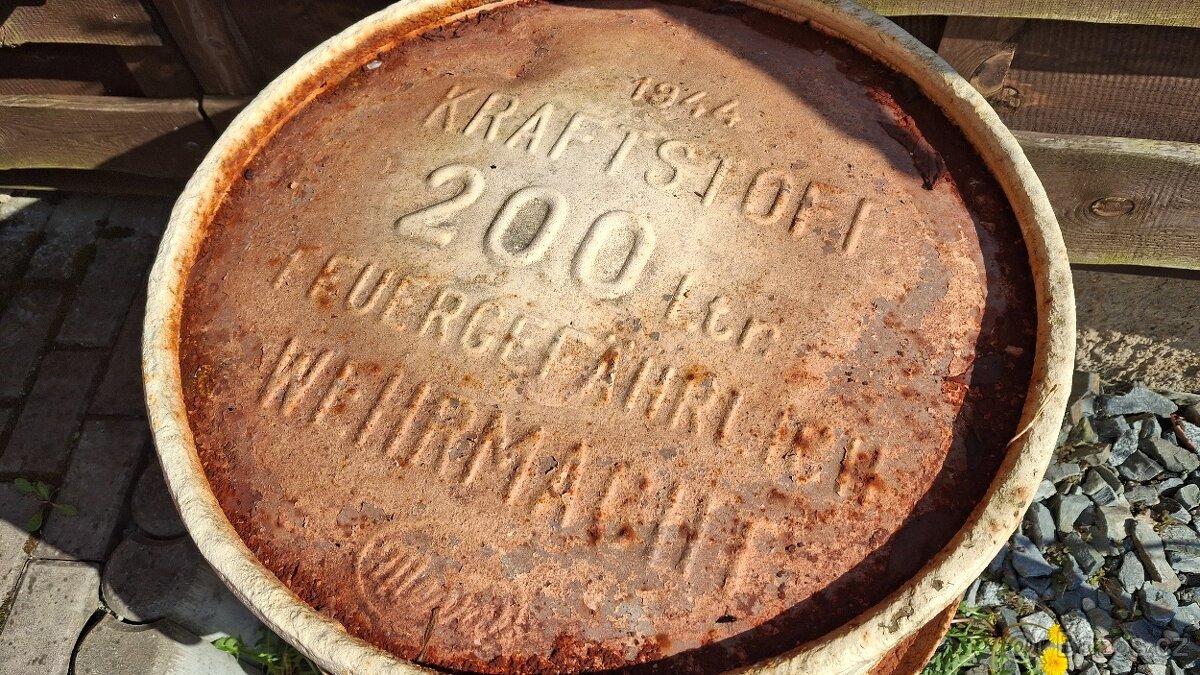 1944
KRAFTSTOFF
200 Ltr.
FEUERGEFÄHRLICH
WEHRMACHT